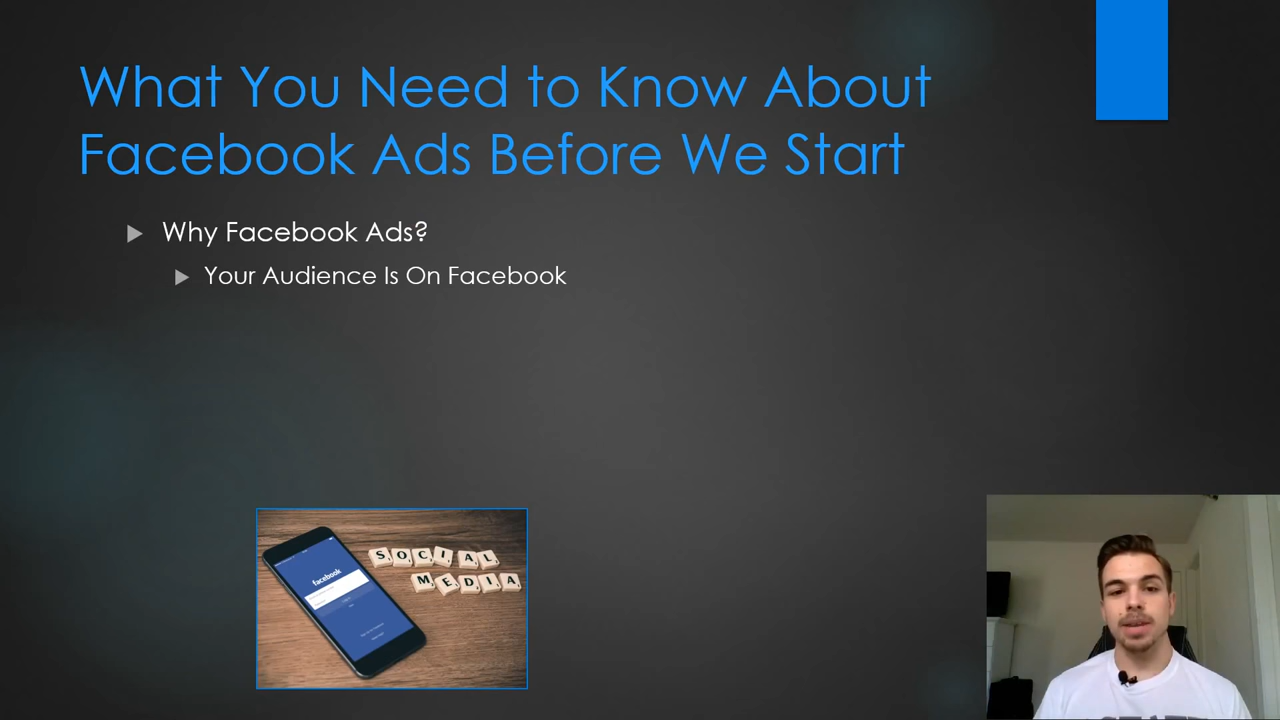 What You Need to Know About
Facebook Ads Before We Start
Why Facebook Ads?
Your Audience Is On Facebook
facebook
SOCIAL
MEDIA